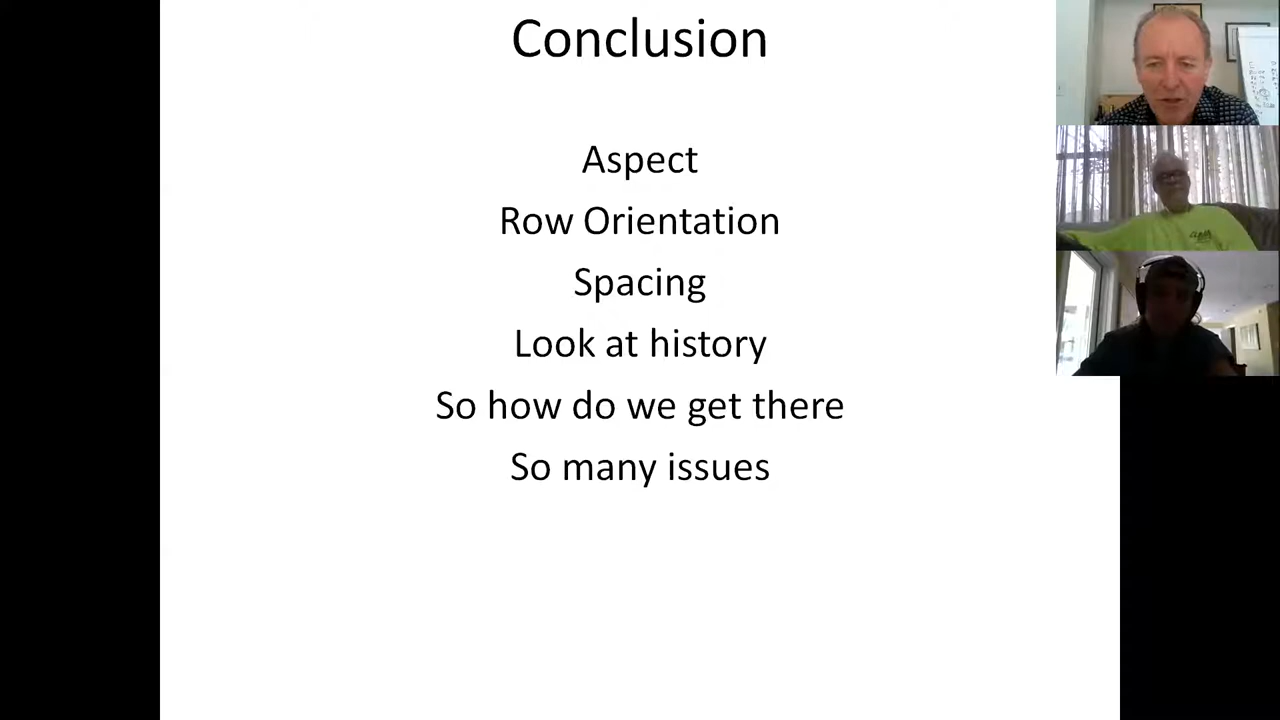 Conclusion
Aspect
Row Orientation
Spacing
Look at history
So how do we get there
So many issues